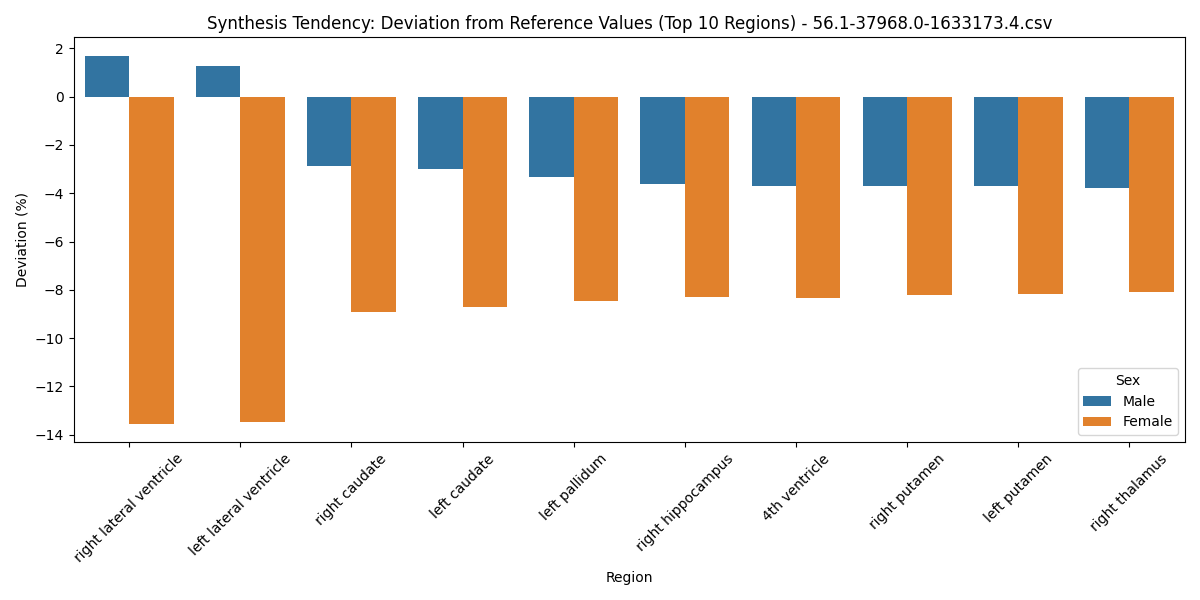 Synthesis Tendency: Deviation from Reference Values (Top 10 Regions) - 56.1-37968.0-1633173.4.csv
Deviation (%)
2
0
−2
−4
−6
−8
−10
−12
−14
Sex
Male
Female
right lateral ventricle
left lateral ventricle
right caudate
left caudate
left pallidum
right hippocampus
4th ventricle
right putamen
left putamen
right thalamus
Region